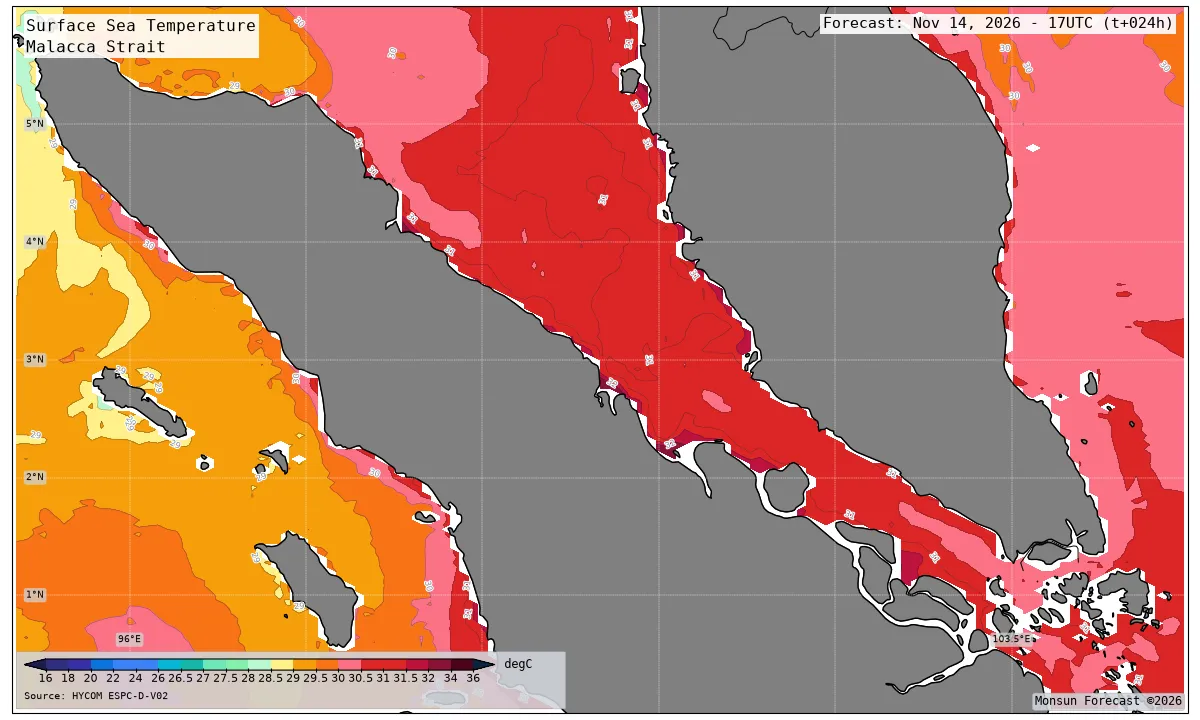 Surface Sea Temperature
Malacca Strait
Forecast: Nov 14, 2026 - 17UTC (t+024h)
5°N
4°N
3°N
2°N
1°N
96°E
103.5°E
degC
16 18 20 22 24 26 26.5 27 27.5 28 28.5 29 29.5 30 30.5 31 31.5 32 34 36
Source: HYCOM ESPC-D-V02
Monsun Forecast ©2026